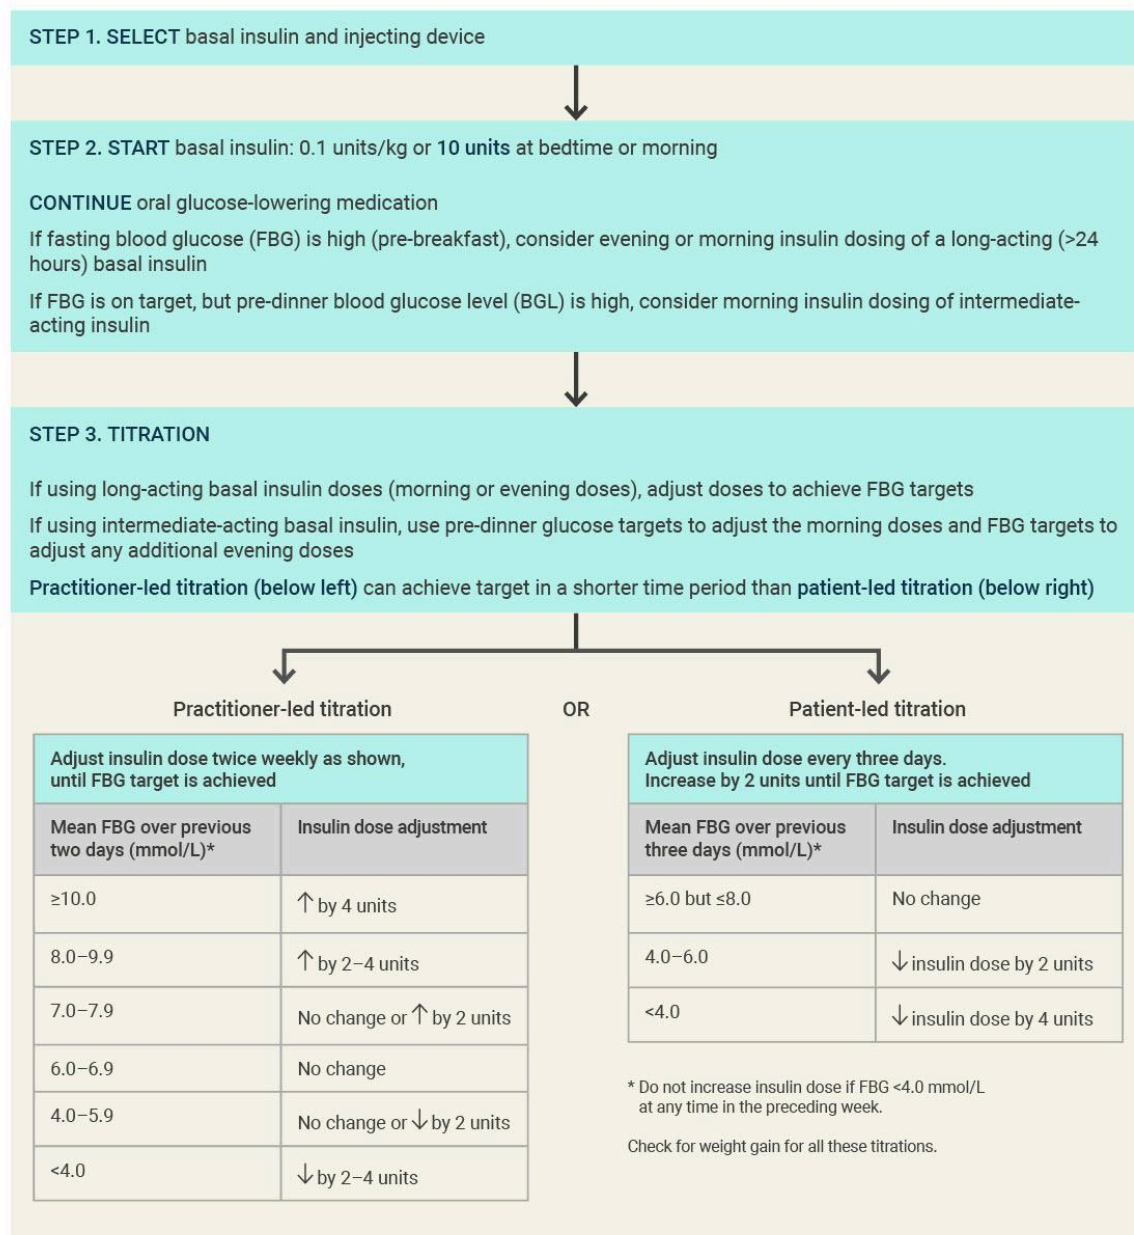 STEP 1. SELECT basal insulin and injecting device
STEP 2. START basal insulin: 0.1 units/kg or 10 units at bedtime or morning
CONTINUE oral glucose-lowering medication
If fasting blood glucose (FBG) is high (pre-breakfast), consider evening or morning insulin dosing of a long-acting (>24
hours) basal insulin
If FBG is on target, but pre-dinner blood glucose level (BGL) is high, consider morning insulin dosing of intermediate-
acting insulin
STEP 3. TITRATION
If using long-acting basal insulin doses (morning or evening doses), adjust doses to achieve FBG targets
If using intermediate-acting basal insulin, use pre-dinner glucose targets to adjust the morning doses and FBG targets to
adjust any additional evening doses
Practitioner-led titration (below left) can achieve target in a shorter time period than patient-led titration (below right)
Practitioner-led titration
OR
Patient-led titration
Adjust insulin dose twice weekly as shown,
until FBG target is achieved
Mean FBG over previous
two days (mmol/L)*
Insulin dose adjustment
≥10.0
↑ by 4 units
8.0–9.9
↑ by 2–4 units
7.0–7.9
No change or ↑ by 2 units
6.0–6.9
No change
4.0–5.9
No change or ↓ by 2 units
<4.0
↓ by 2–4 units
Adjust insulin dose every three days.
Increase by 2 units until FBG target is achieved
Mean FBG over previous
three days (mmol/L)*
Insulin dose adjustment
≥6.0 but ≤8.0
No change
4.0–6.0
↓ insulin dose by 2 units
<4.0
↓ insulin dose by 4 units
* Do not increase insulin dose if FBG <4.0 mmol/L
at any time in the preceding week.
Check for weight gain for all these titrations.